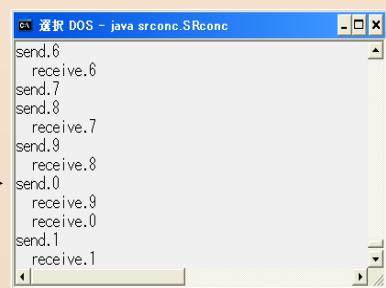 選択 DOS - java srconc.SRconc
send.6
receive.6
send.7
send.8
receive.7
send.9
receive.8
send.0
receive.9
receive.0
send.1
receive.1